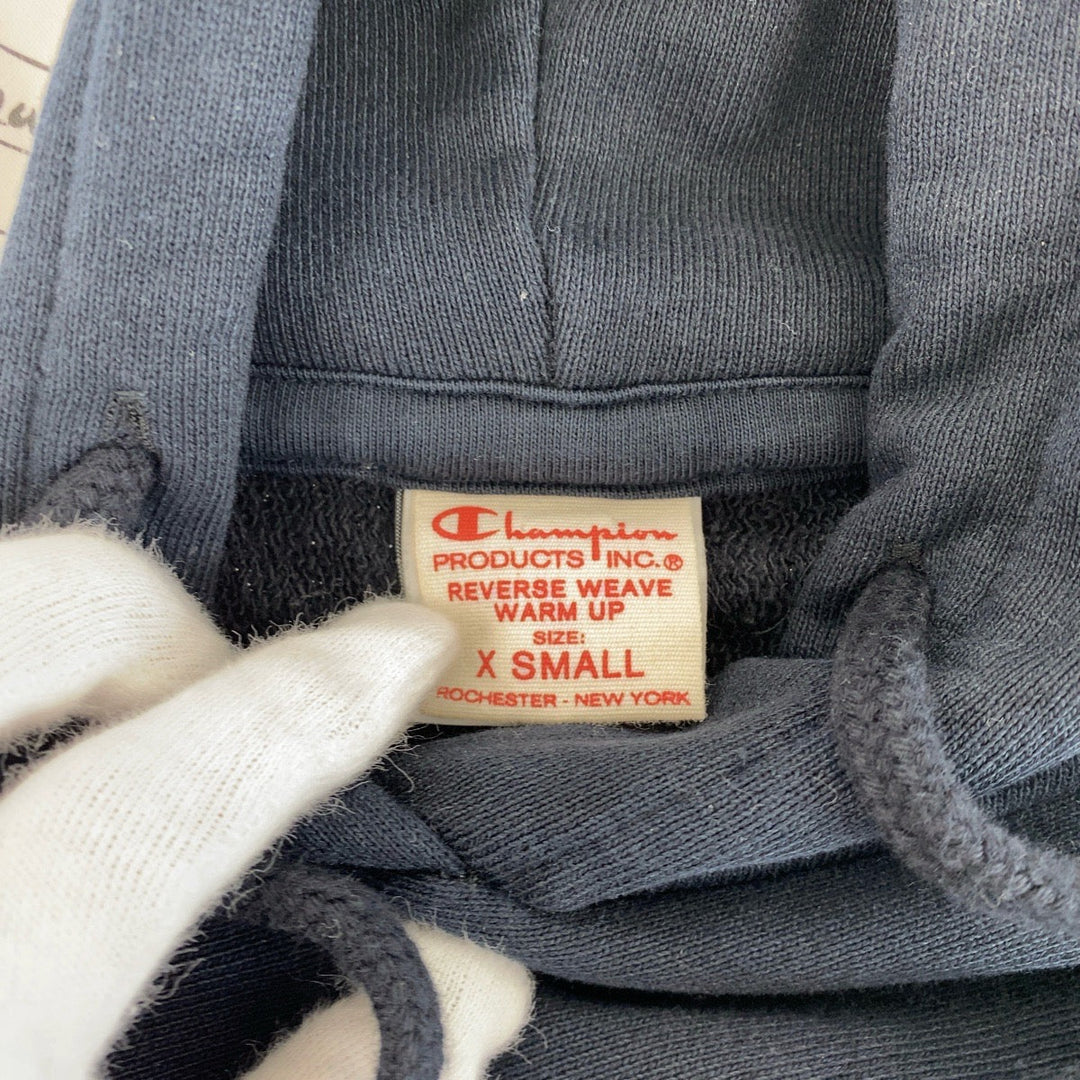 Champion
PRODUCTS INC.®
REVERSE WEAVE
WARM UP
SIZE:
X SMALL
ROCHESTER - NEW YORK